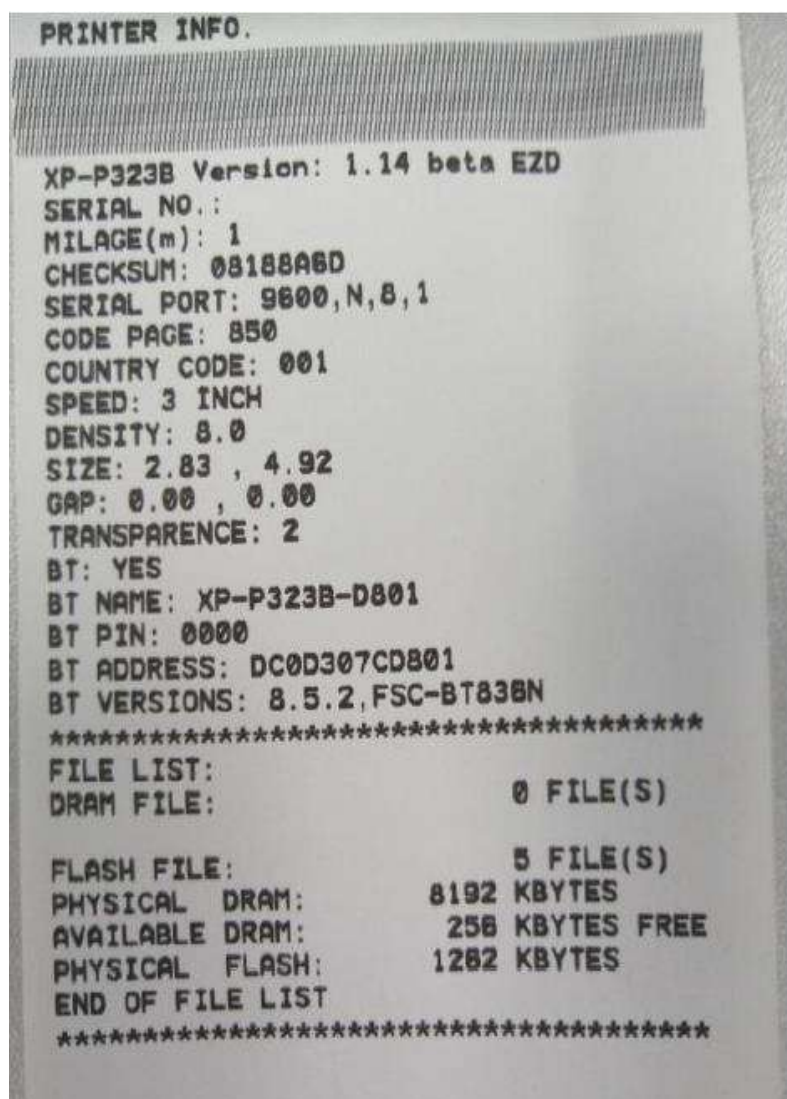 PRINTER INFO.
XP-P323B Version: 1.14 beta EZD
SERIAL NO.:
MILAGE(m): 1
CHECKSUM: 08188A6D
SERIAL PORT: 9600,N,8,1
CODE PAGE: 850
COUNTRY CODE: 001
SPEED: 3 INCH
DENSITY: 8.0
SIZE: 2.83 , 4.92
GAP: 0.00 , 0.00
TRANSPARENCE: 2
BT: YES
BT NAME: XP-P323B-D801
BT PIN: 0000
BT ADDRESS: DC0D307CD801
BT VERSIONS: 8.5.2,FSC-BT836N
****************************************
FILE LIST:
DRAM FILE: 0 FILE(S)
FLASH FILE: 5 FILE(S)
PHYSICAL DRAM: 8192 KBYTES
AVAILABLE DRAM: 256 KBYTES FREE
PHYSICAL FLASH: 1262 KBYTES
END OF FILE LIST
****************************************